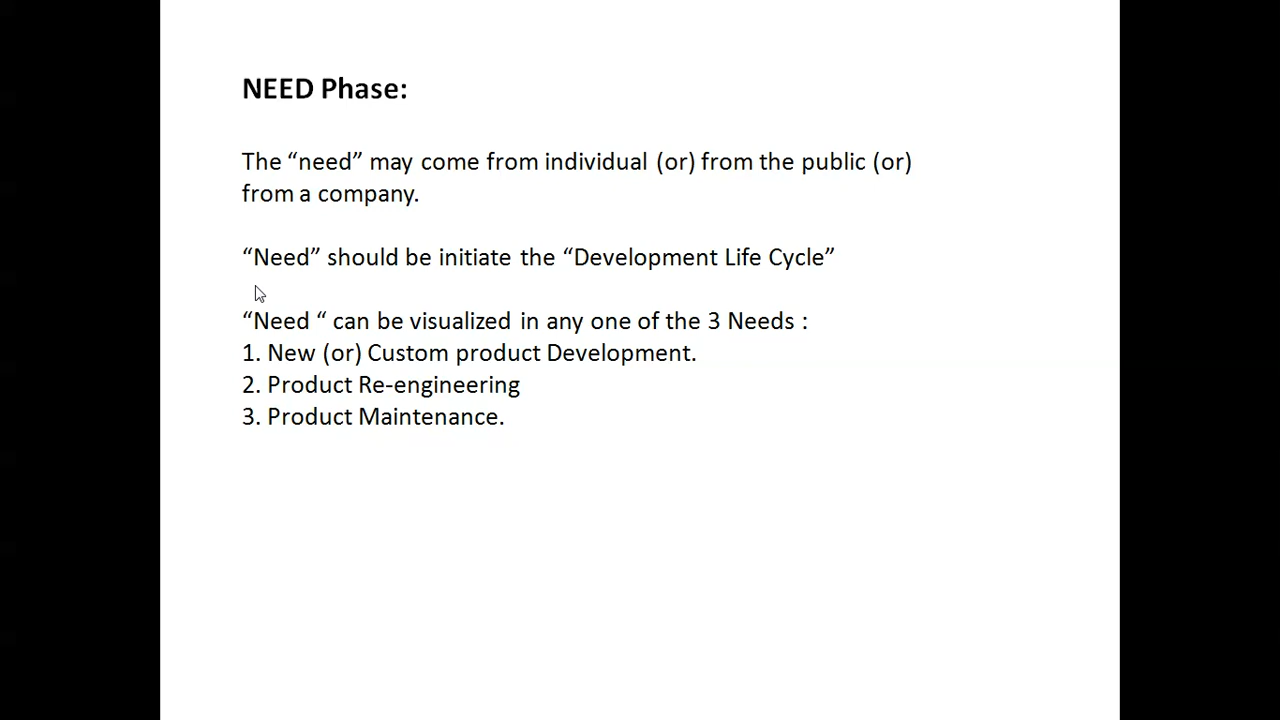 NEED Phase:
The “need” may come from individual (or) from the public (or)
from a company.
“Need” should be initiate the “Development Life Cycle”
“Need “ can be visualized in any one of the 3 Needs :
1. New (or) Custom product Development.
2. Product Re-engineering
3. Product Maintenance.